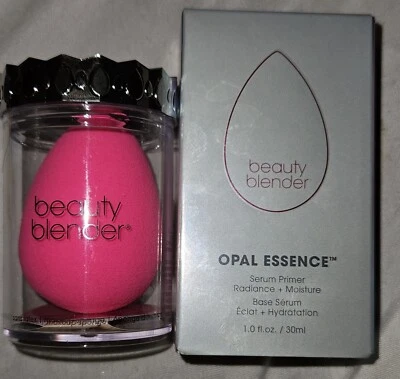 beauty
blender®
beauty
blender
OPAL ESSENCE™
Serum Primer
Radiance + Moisture
Base Sérum
Éclat + Hydratation
1.0 fl.oz. / 30ml